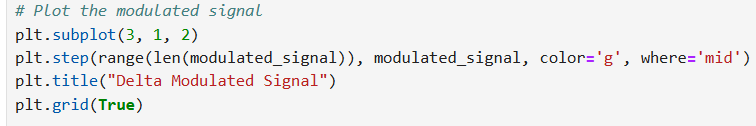 # Plot the modulated signal
plt.subplot(3, 1, 2)
plt.step(range(len(modulated_signal)), modulated_signal, color='g', where='mid')
plt.title("Delta Modulated Signal")
plt.grid(True)